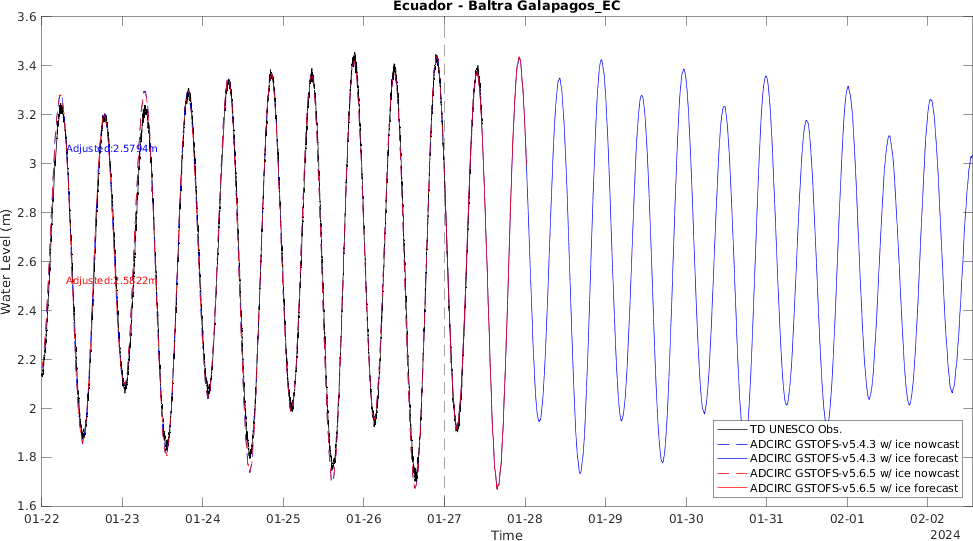 Ecuador - Baltra Galapagos_EC
3.6
3.4
3.2
3
2.8
2.6
2.4
2.2
2
1.8
1.6
Water Level (m)
Adjusted:2.5794m
Adjusted:2.5822m
TD UNESCO Obs.
ADCIRC GSTOFS-v5.4.3 w/ ice nowcast
ADCIRC GSTOFS-v5.4.3 w/ ice forecast
ADCIRC GSTOFS-v5.6.5 w/ ice nowcast
ADCIRC GSTOFS-v5.6.5 w/ ice forecast
01-22 01-23 01-24 01-25 01-26 01-27 01-28 01-29 01-30 01-31 02-01 02-02
Time
2024